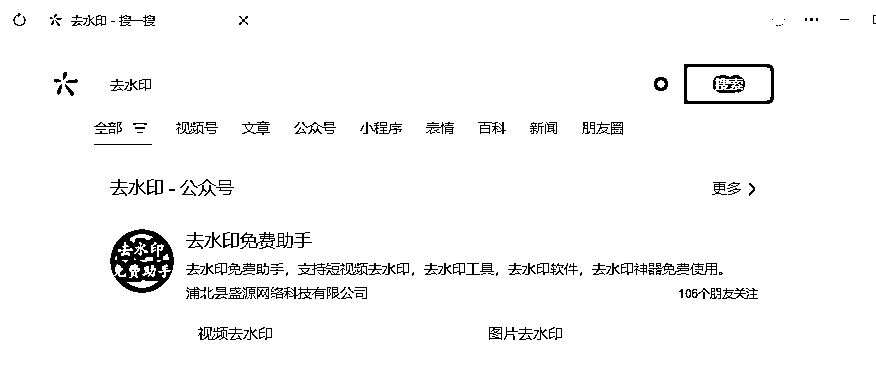 去水印 - 搜一搜
去水印 搜索
全部 视频号 文章 公众号 小程序 表情 百科 新闻 朋友圈
去水印 - 公众号 更多
去水印
免费助手
去水印免费助手
去水印免费助手，支持短视频去水印，去水印工具，去水印软件，去水印神器免费使用。
浦北县盛源网络科技有限公司 106个朋友关注
视频去水印 图片去水印